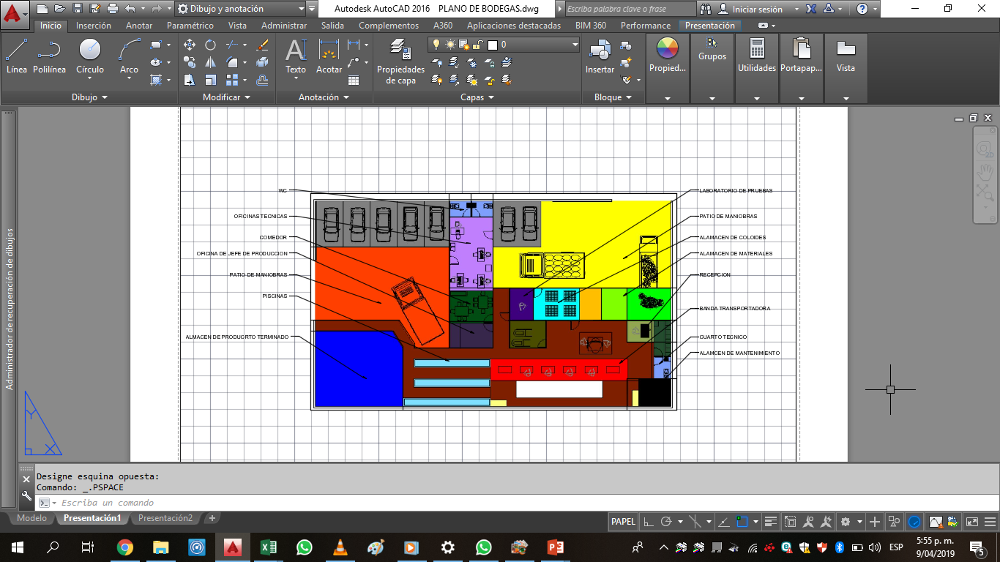 Dibujo y anotación
Autodesk AutoCAD 2016 PLANO DE BODEGAS.dwg
Escriba palabra clave o frase
Iniciar sesión
Inicio Inserción Anotar Paramétrico Vista Administrar Salida Complementos A360 Aplicaciones destacadas BIM 360 Performance Presentación
0
Línea Polilínea Círculo Arco
Texto Acotar
Propiedades
de capa
Insertar
Propied...
Grupos
Utilidades
Portapap...
Vista
Dibujo Modificar Anotación Capas Bloque
Administrador de recuperación de dibujos
2D
WC
OFICINAS TECNICAS
COMEDOR
OFICINA DE JEFE DE PRODUCCION
PATIO DE MANIOBRAS
PISCINAS
ALMACEN DE PRODUCRTO TERMINADO
LABORATORIO DE PRUEBAS
PATIO DE MANIOBRAS
ALAMACEN DE COLOIDES
ALAMACEN DE MATERIALES
RECEPCION
BANDA TRANSPORTADORA
CUARTO TECNICO
ALAMCEN DE MANTENIMIENTO
Y
X
Designe esquina opuesta:
Comando: _.PSPACE
Escriba un comando
Modelo Presentación1 Presentación2 +
PAPEL
ESP
5:55 p. m.
9/04/2019
5